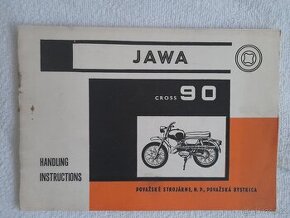 JAWA
CROSS 90
HANDLING
INSTRUCTIONS
POVAŽSKÉ STROJÁRNE, N. P., POVAŽSKÁ BYSTRICA